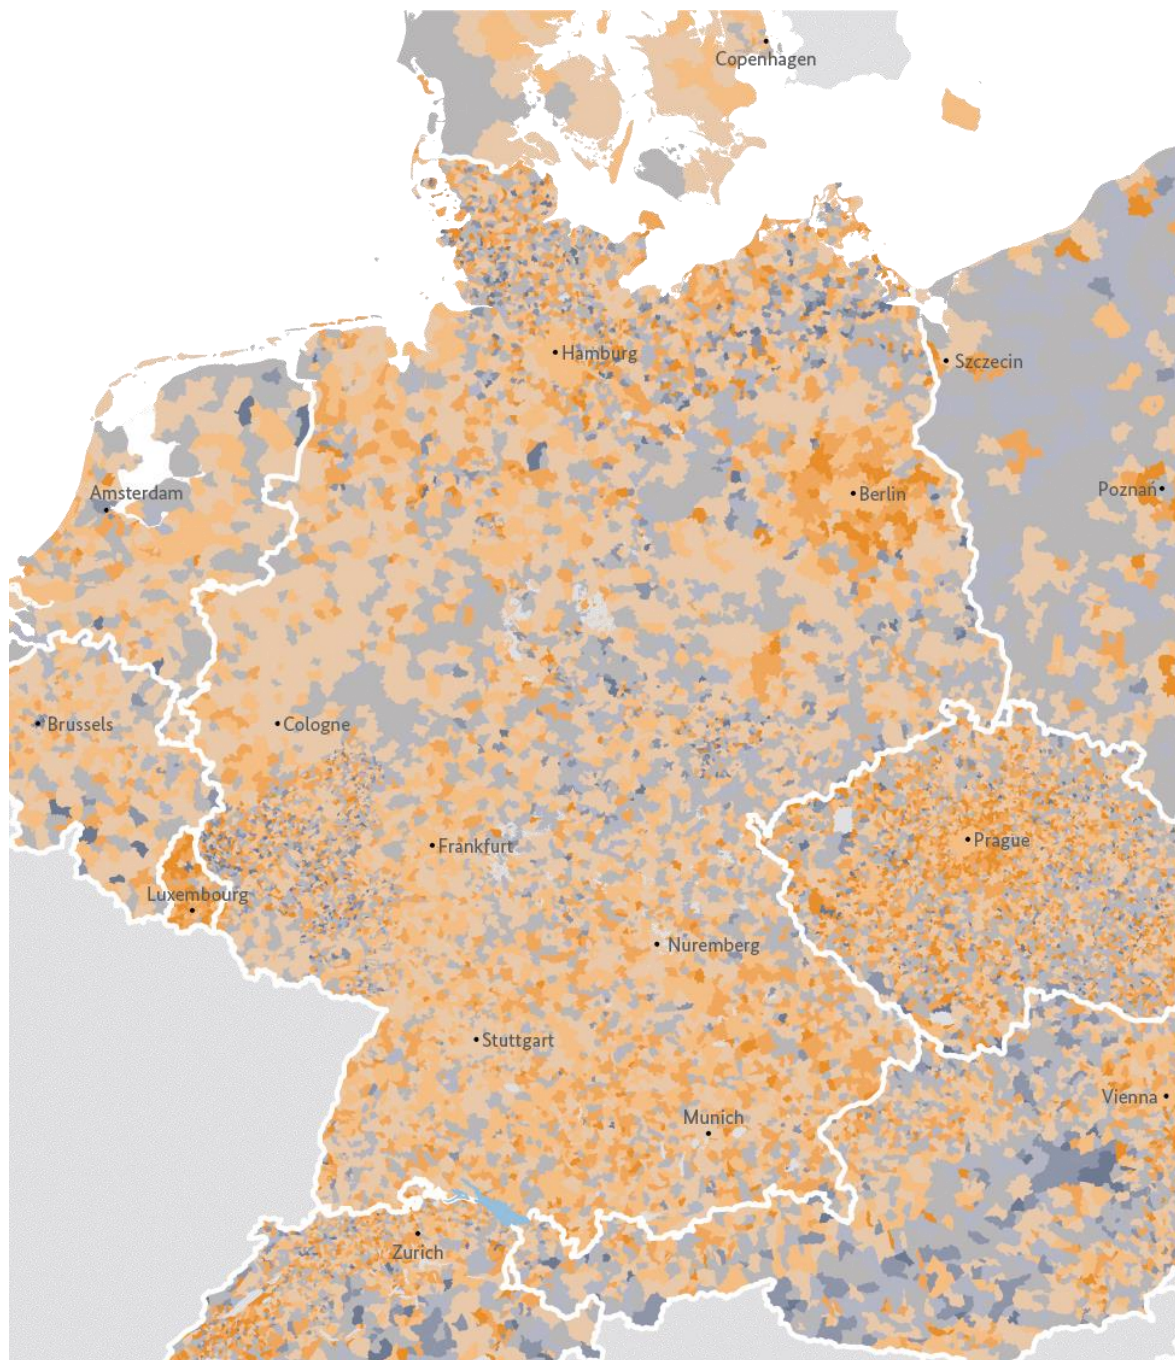 Copenhagen
Hamburg
Szczecin
Amsterdam
Berlin
Poznań
Brussels
Cologne
Prague
Frankfurt
Luxembourg
Nuremberg
Stuttgart
Vienna
Munich
Zurich